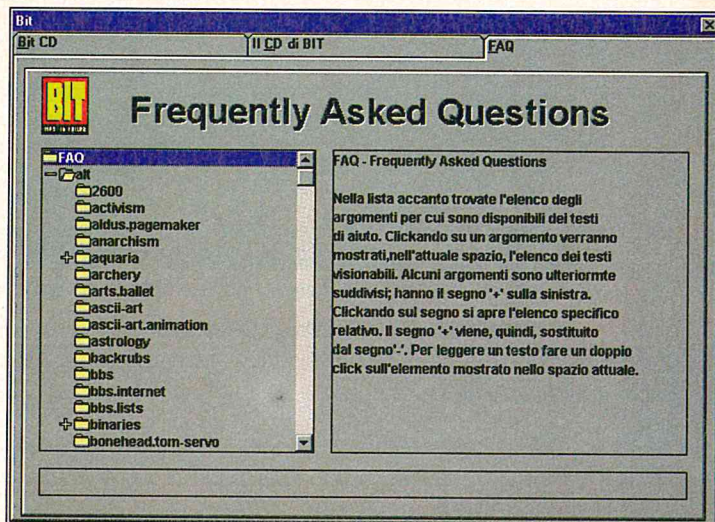 Bit
Bit CD
Il CD di BIT
FAQ
BIT
Frequently Asked Questions
FAQ
alt
2600
activism
aldus.pagemaker
anarchism
aquaria
archery
arts.ballet
ascii-art
ascii-art.animation
astrology
backrubs
bbs
bbs.internet
bbs.lists
binaries
bonehead.tom-servo
FAQ - Frequently Asked Questions
Nella lista accanto trovate l'elenco degli
argomenti per cui sono disponibili dei testi
di aiuto. Clickando su un argomento verranno
mostrati,nell'attuale spazio, l'elenco dei testi
visionabili. Alcuni argomenti sono ulteriormte
suddivisi; hanno il segno '+' sulla sinistra.
Clickando sul segno si apre l'elenco specifico
relativo. Il segno '+' viene, quindi, sostituito
dal segno'-'. Per leggere un testo fare un doppio
click sull'elemento mostrato nello spazio attuale.